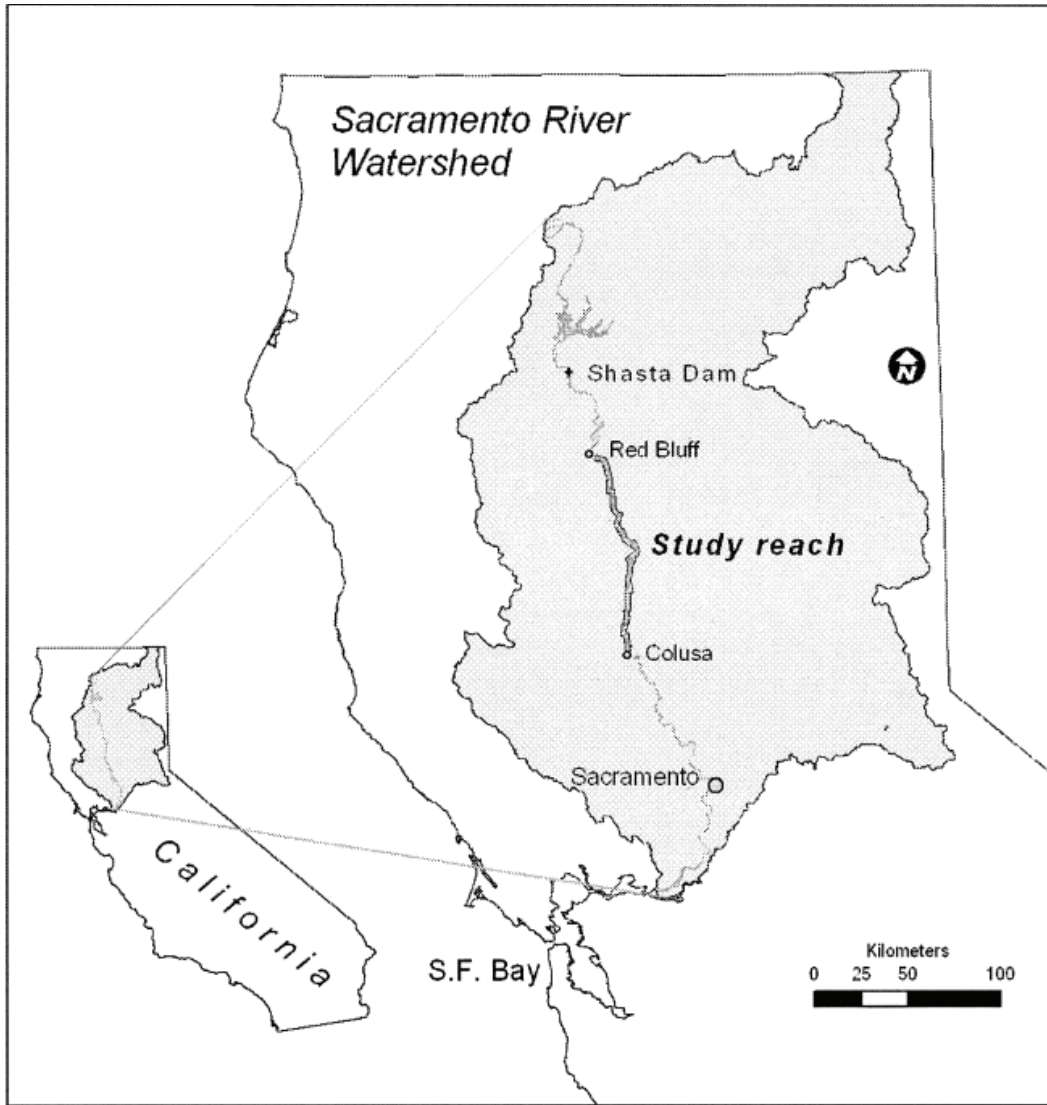 Sacramento River
Watershed
N
Shasta Dam
Red Bluff
Study reach
Colusa
Sacramento
California
S.F. Bay
Kilometers
0 25 50 100